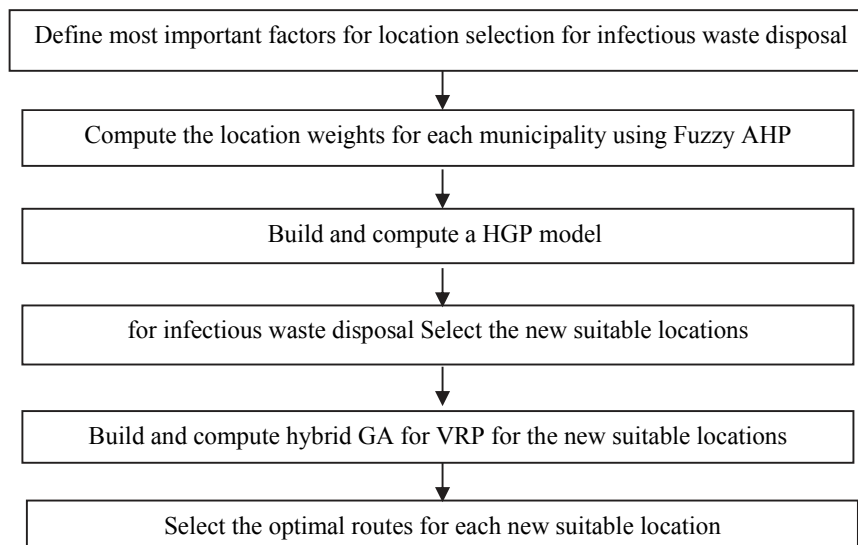 Define most important factors for location selection for infectious waste disposal
Compute the location weights for each municipality using Fuzzy AHP
Build and compute a HGP model
for infectious waste disposal Select the new suitable locations
Build and compute hybrid GA for VRP for the new suitable locations
Select the optimal routes for each new suitable location